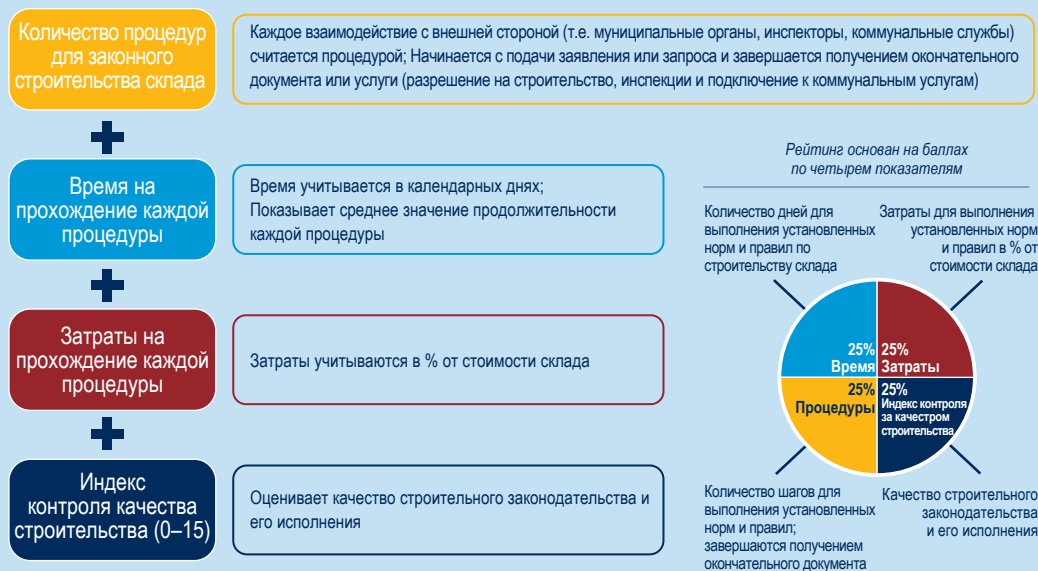 Количество процедур
для законного
строительства склада
Каждое взаимодействие с внешней стороной (т.е. муниципальные органы, инспекторы, коммунальные службы)
считается процедурой; Начинается с подачи заявления или запроса и завершается получением окончательного
документа или услуги (разрешение на строительство, инспекции и подключение к коммунальным услугам)
Время на
прохождение каждой
процедуры
Время учитывается в календарных днях;
Показывает среднее значение продолжительности
каждой процедуры
Затраты на
прохождение каждой
процедуры
Затраты учитываются в % от стоимости склада
Индекс
контроля качества
строительства (0–15)
Оценивает качество строительного законодательства и
его исполнения
Рейтинг основан на баллах
по четырем показателям
Количество дней для
выполнения установленных
норм и правил по
строительству склада
Затраты для выполнения
установленных норм
и правил в % от
стоимости склада
25%
Время
25%
Затраты
25%
Процедуры
25%
Индекс контроля
за качестром
строительства
Количество шагов для
выполнения установленных
норм и правил;
завершаются получением
окончательного документа
Качество строительного
законодательства
и его исполнения